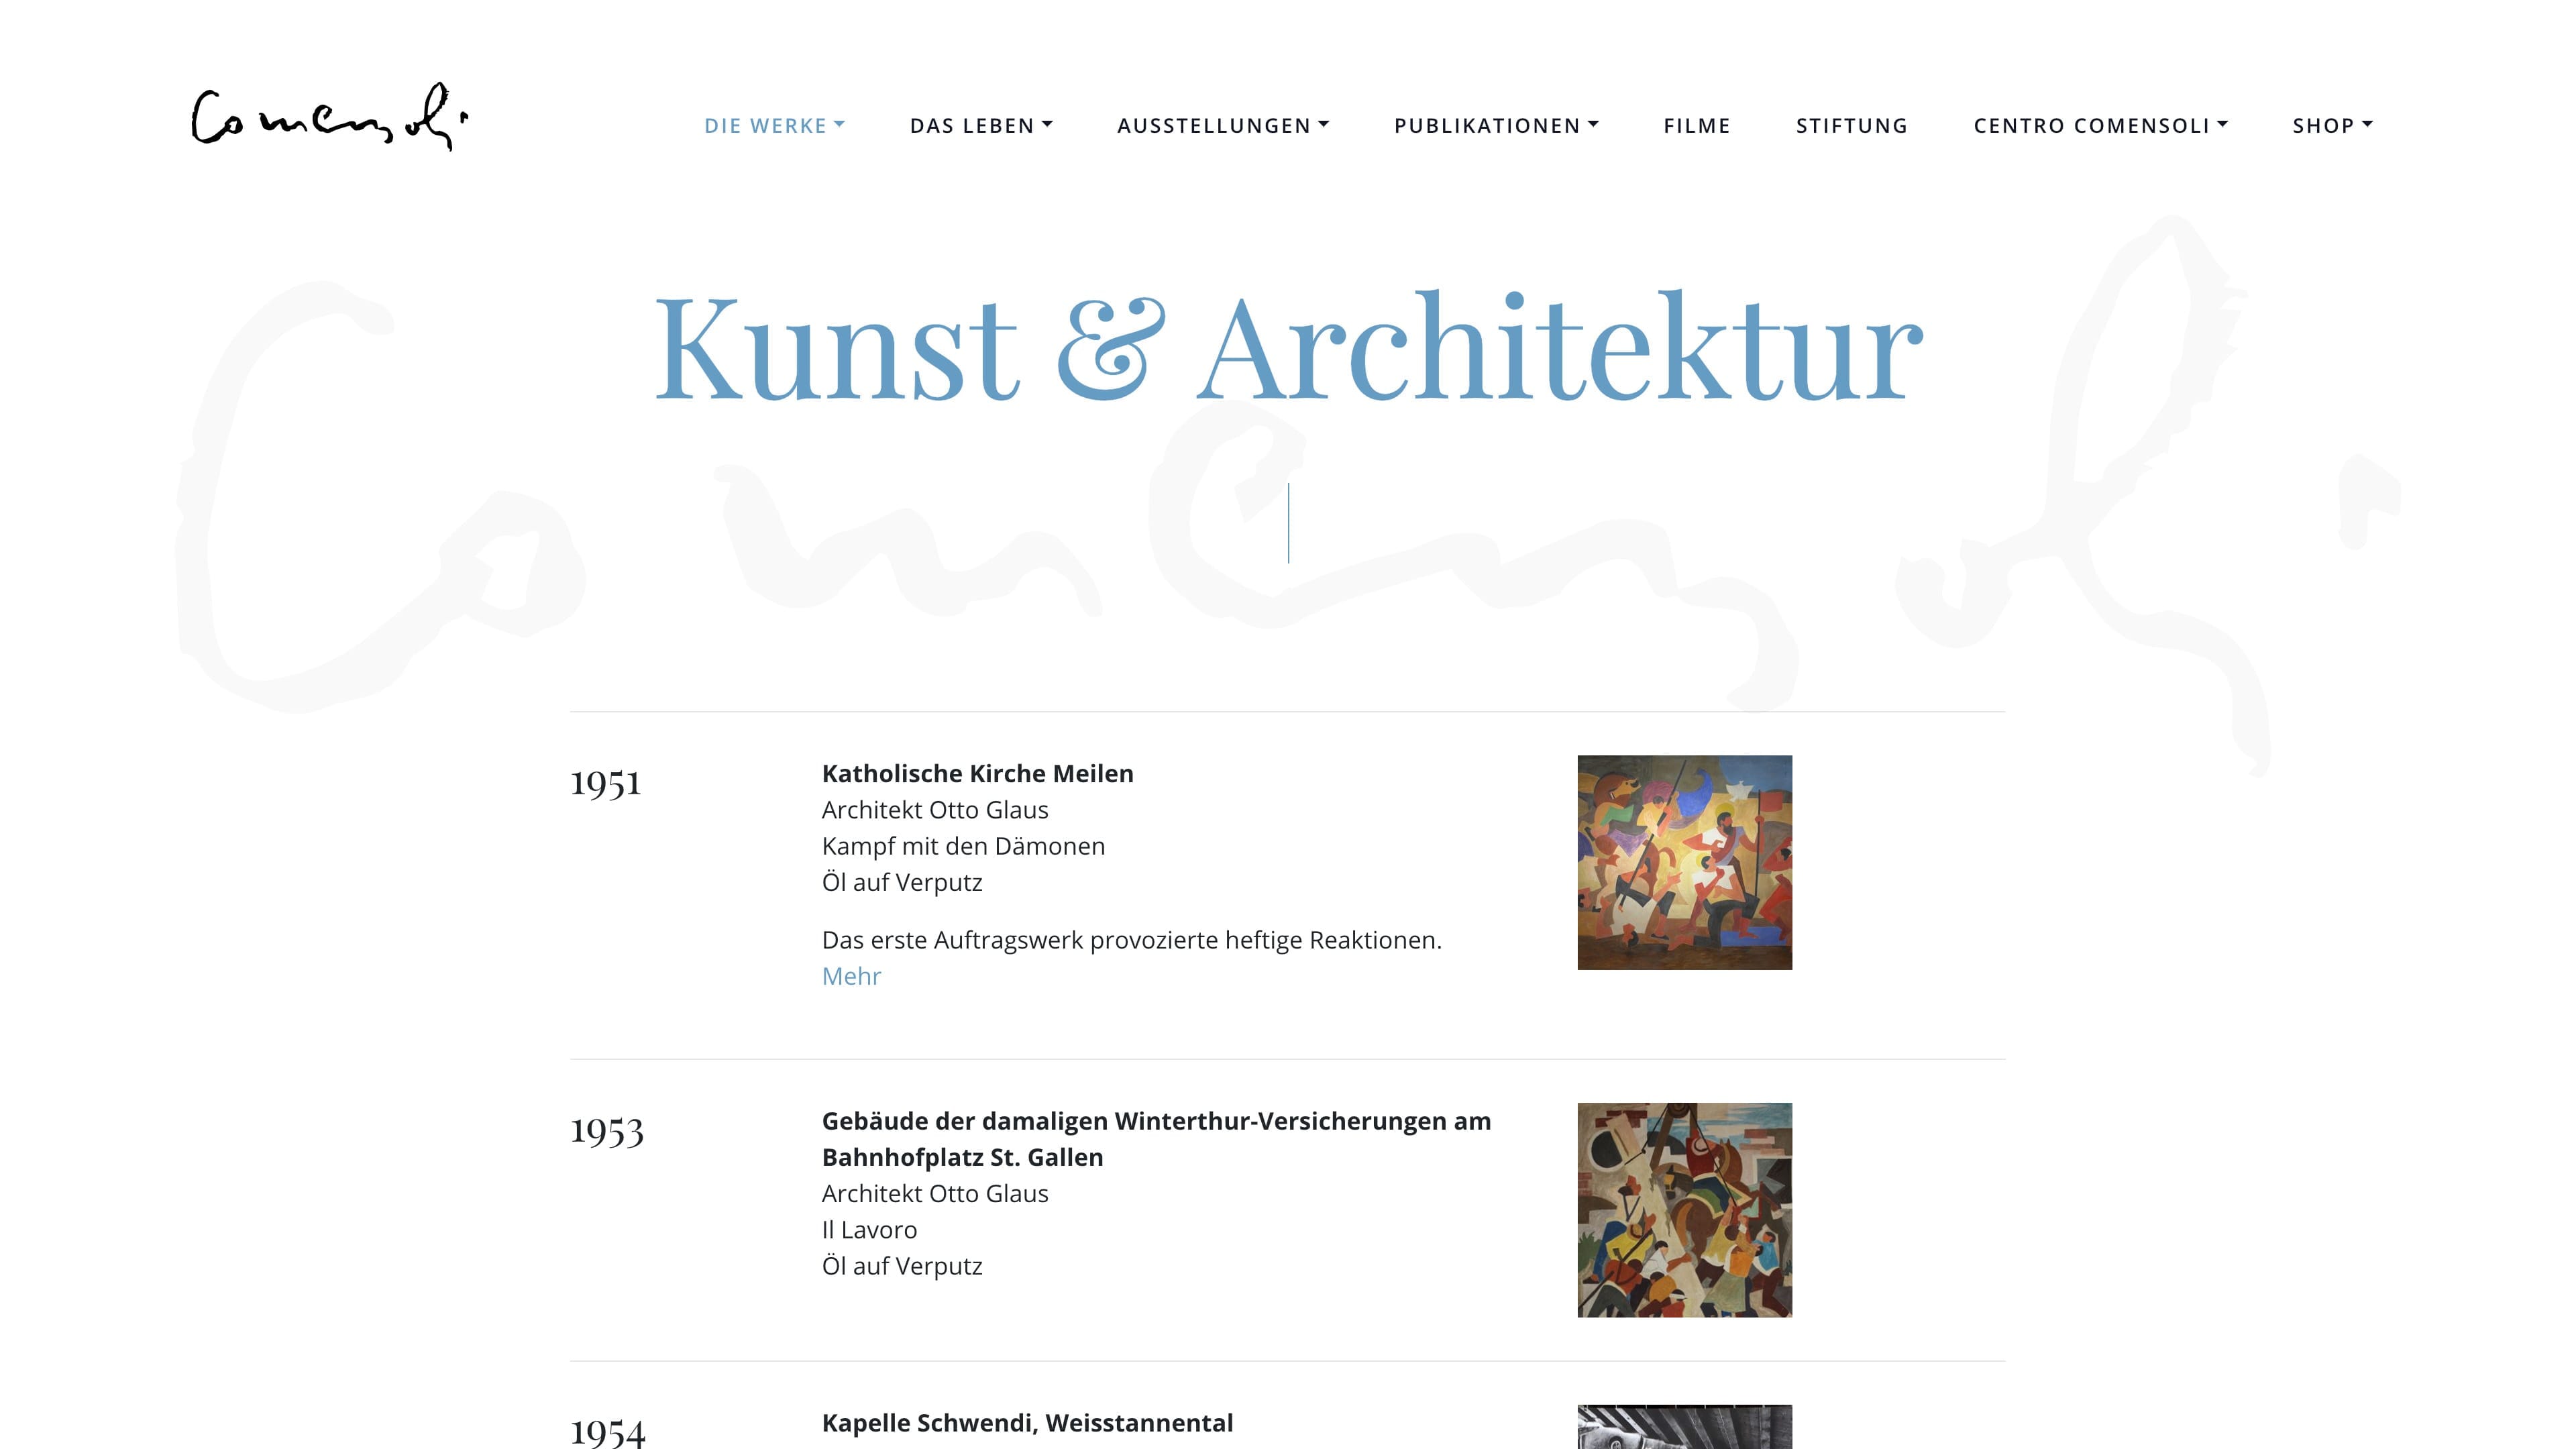 Comensoli
DIE WERKE
DAS LEBEN
AUSSTELLUNGEN
PUBLIKATIONEN
FILME
STIFTUNG
CENTRO COMENSOLI
SHOP
Comensoli
Kunst & Architektur
1951
Katholische Kirche Meilen
Architekt Otto Glaus
Kampf mit den Dämonen
Öl auf Verputz
Das erste Auftragswerk provozierte heftige Reaktionen.
Mehr
1953
Gebäude der damaligen Winterthur-Versicherungen am
Bahnhofplatz St. Gallen
Architekt Otto Glaus
Il Lavoro
Öl auf Verputz
1954
Kapelle Schwendi, Weisstannental